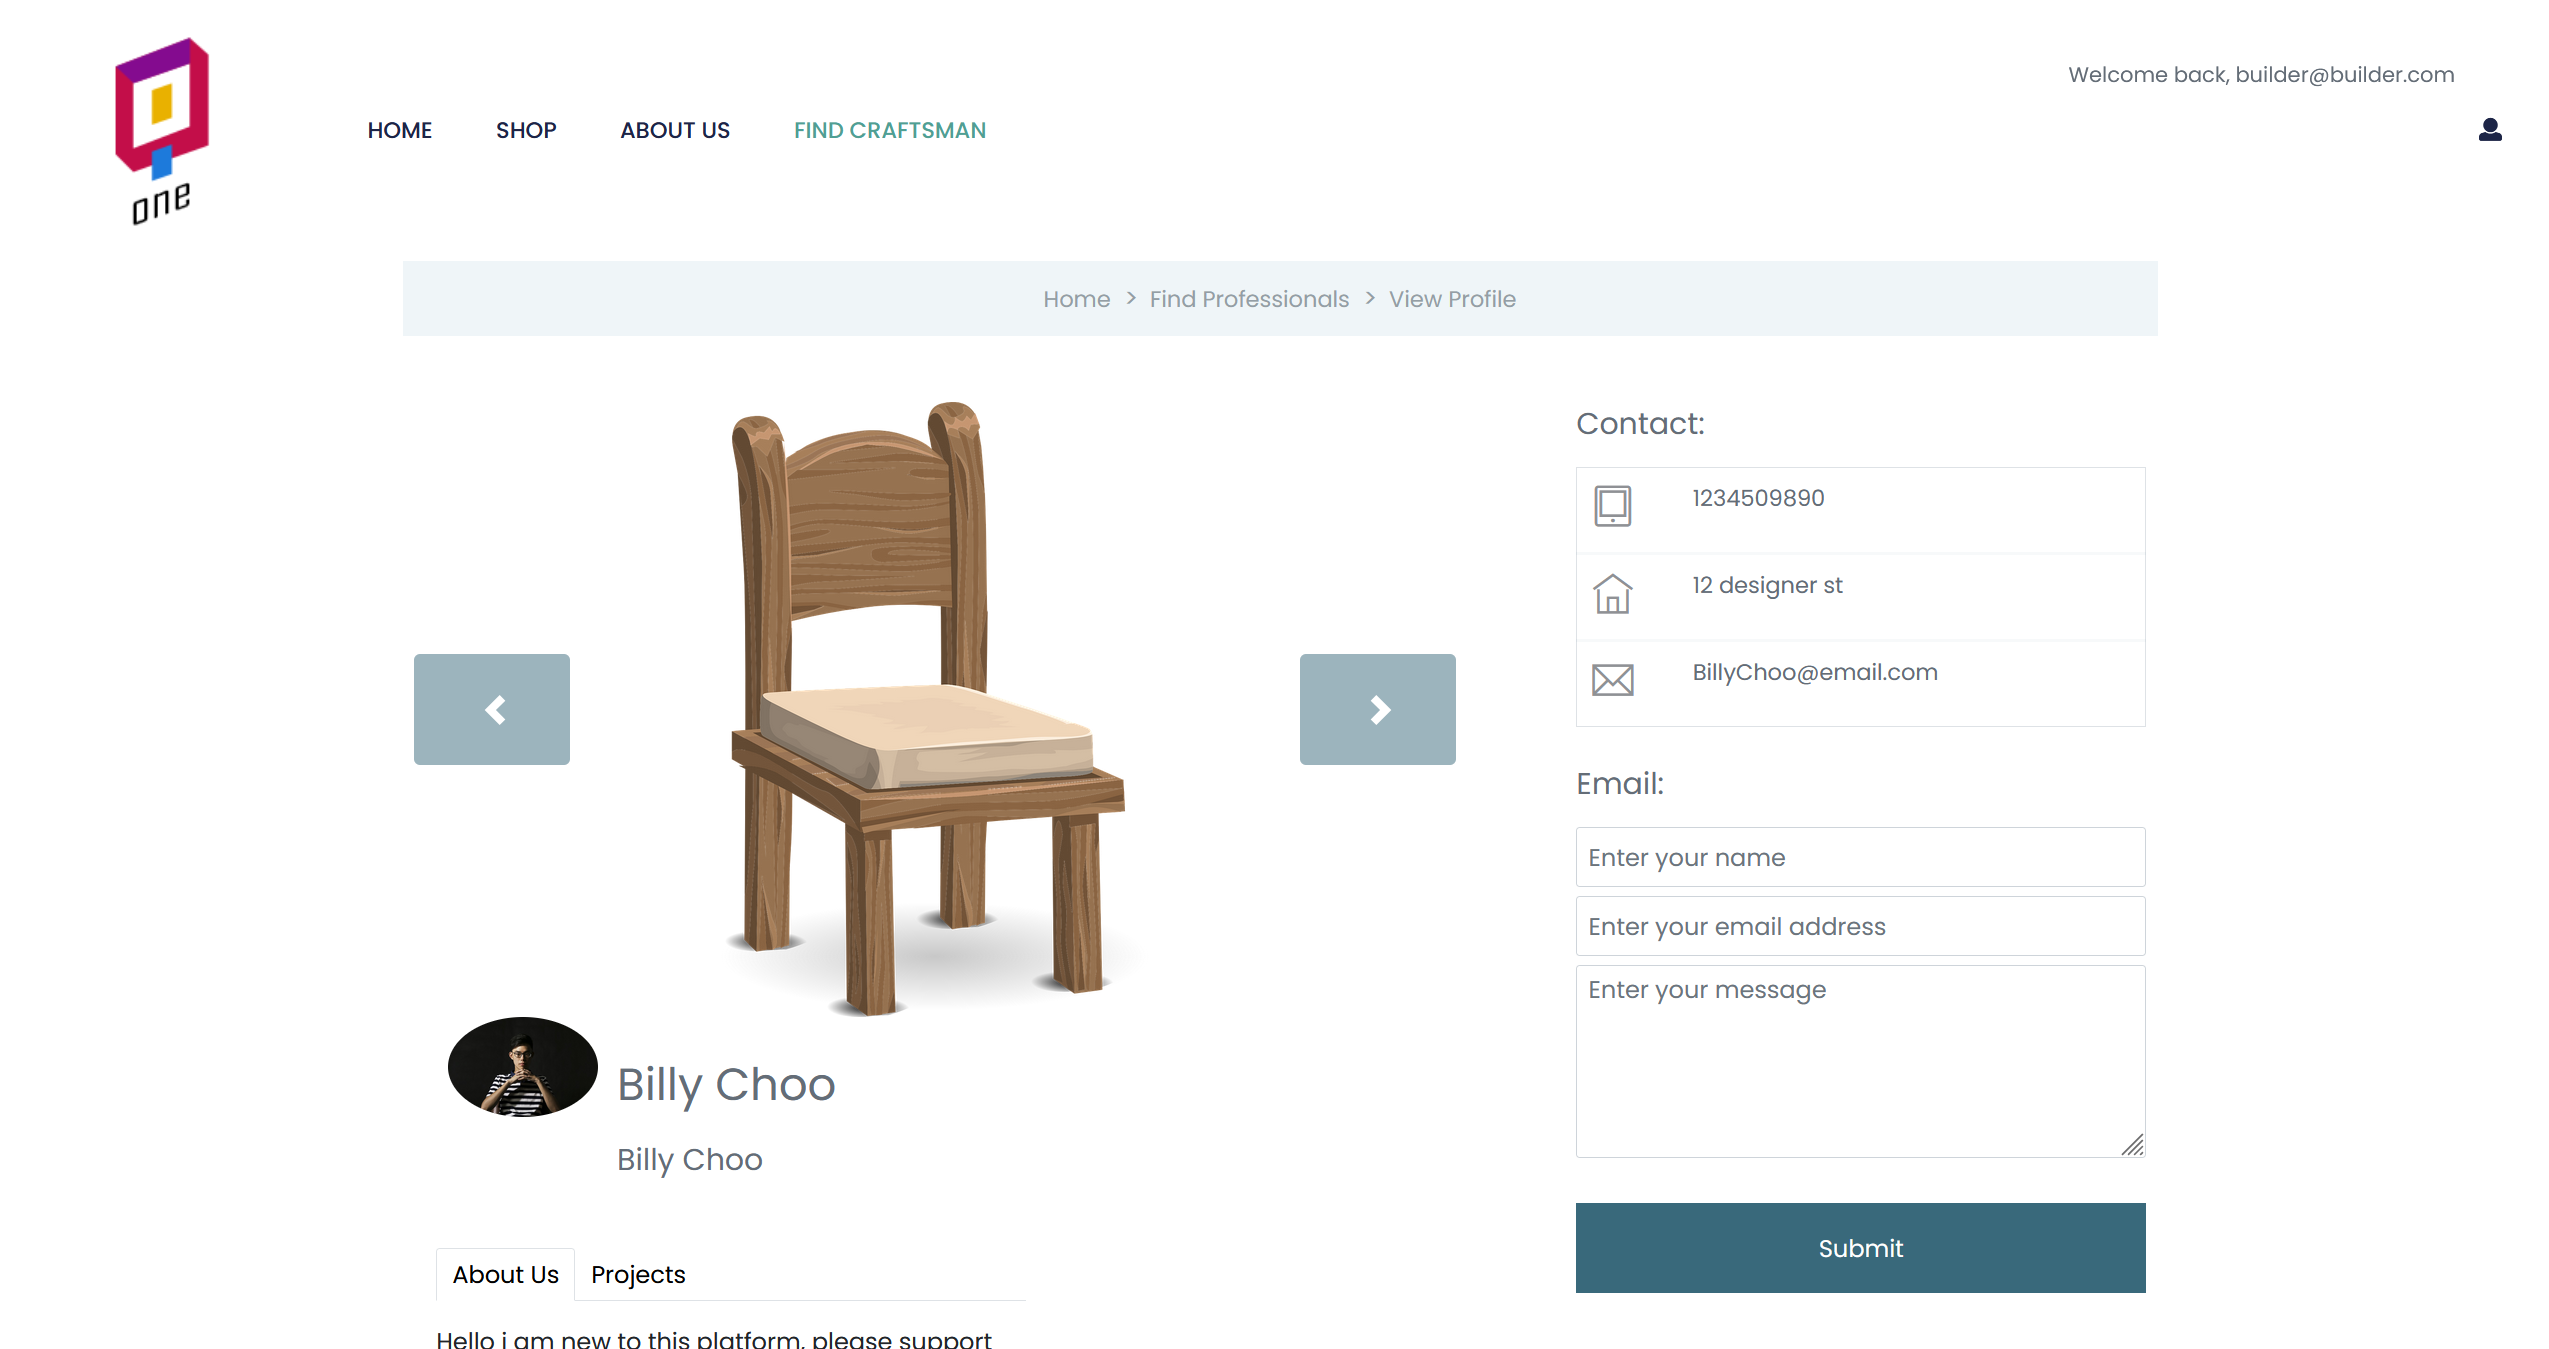 one
Welcome back, builder@builder.com
HOME SHOP ABOUT US FIND CRAFTSMAN
Home > Find Professionals > View Profile
Contact:
1234509890
12 designer st
BillyChoo@email.com
Email:
Enter your name
Enter your email address
Enter your message
Submit
Billy Choo
Billy Choo
About Us Projects
Hello i am new to this platform, please support